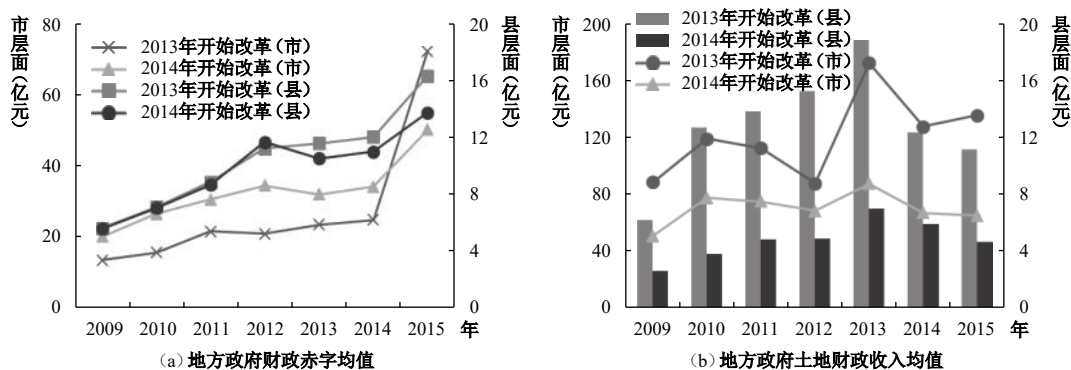 市层面(亿元)
80
60
40
20
0
2013年开始改革(市)
2014年开始改革(市)
2013年开始改革(县)
2014年开始改革(县)
县层面(亿元)
20
16
12
8
4
0
2009 2010 2011 2012 2013 2014 2015 年
(a)地方政府财政赤字均值
市层面(亿元)
200
160
120
80
40
0
2013年开始改革(县)
2014年开始改革(县)
2013年开始改革(市)
2014年开始改革(市)
县层面(亿元)
20
16
12
8
4
0
2009 2010 2011 2012 2013 2014 2015 年
(b)地方政府土地财政收入均值